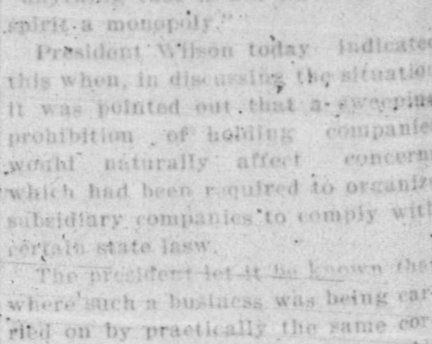 spirit a monopoly."
President Wilson today indicated
this when, in discussing the situation
it was pointed out that a sweeping
prohibition of holding companies
would naturally affect concerns
which had been required to organize
subsidiary companies to comply with
certain state lasw.
The president let it be known that
where such a business was being car-
ried on by practically the same cor-